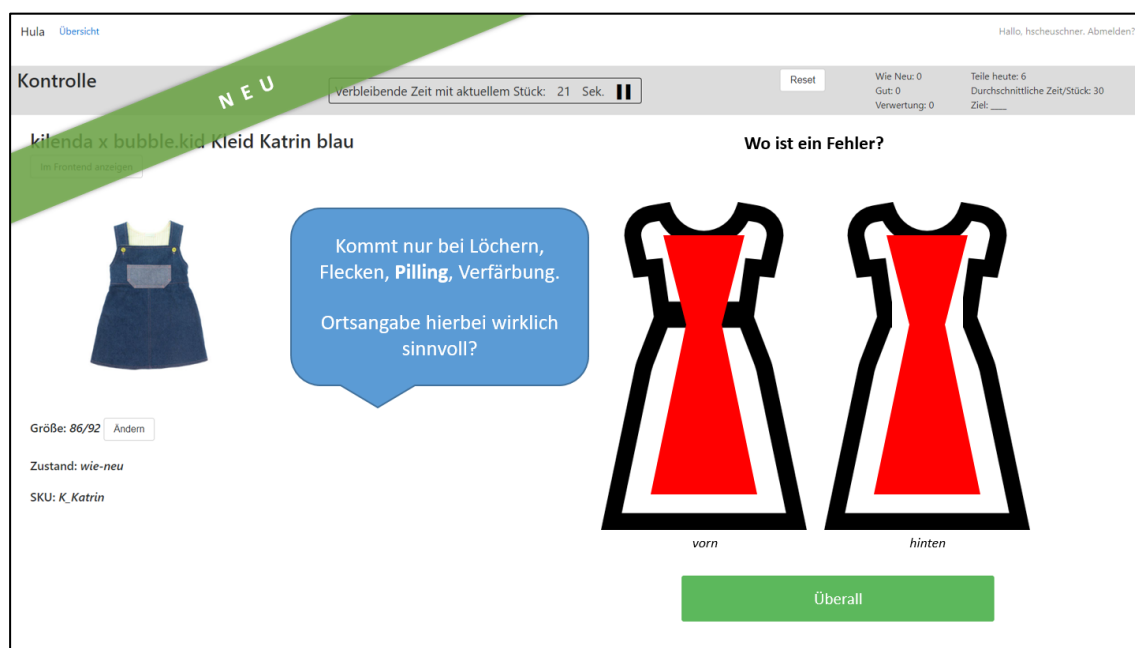 Hula Übersicht
Hallo, hscheuschner. Abmelden?
NEU
Kontrolle
Verbleibende Zeit mit aktuellem Stück: 21 Sek.
Reset
Wie Neu: 0
Gut: 0
Verwertung: 0
Teile heute: 6
Durchschnittliche Zeit/Stück: 30
Ziel: ___
kilenda x bubble.kid Kleid Katrin blau
Im Frontend anzeigen
Wo ist ein Fehler?
Kommt nur bei Löchern,
Flecken, Pilling, Verfärbung.
Ortsangabe hierbei wirklich
sinnvoll?
Größe: 86/92 Ändern
Zustand: wie-neu
SKU: K_Katrin
vorn
hinten
Überall